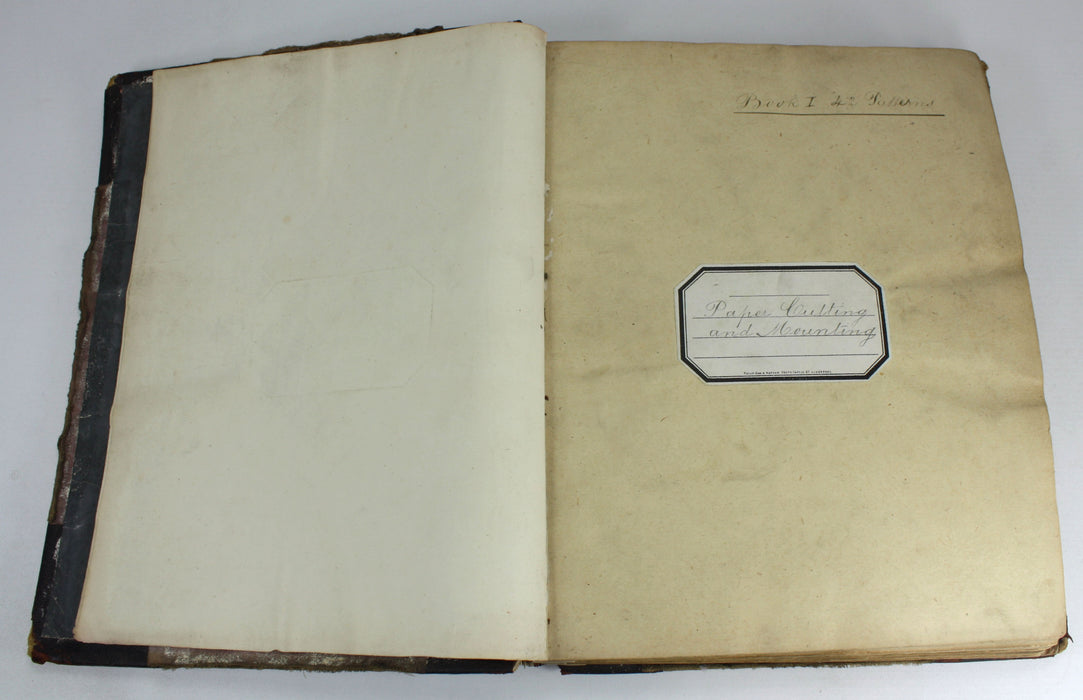 Book I 42 Patterns
Paper Cutting
and Mounting